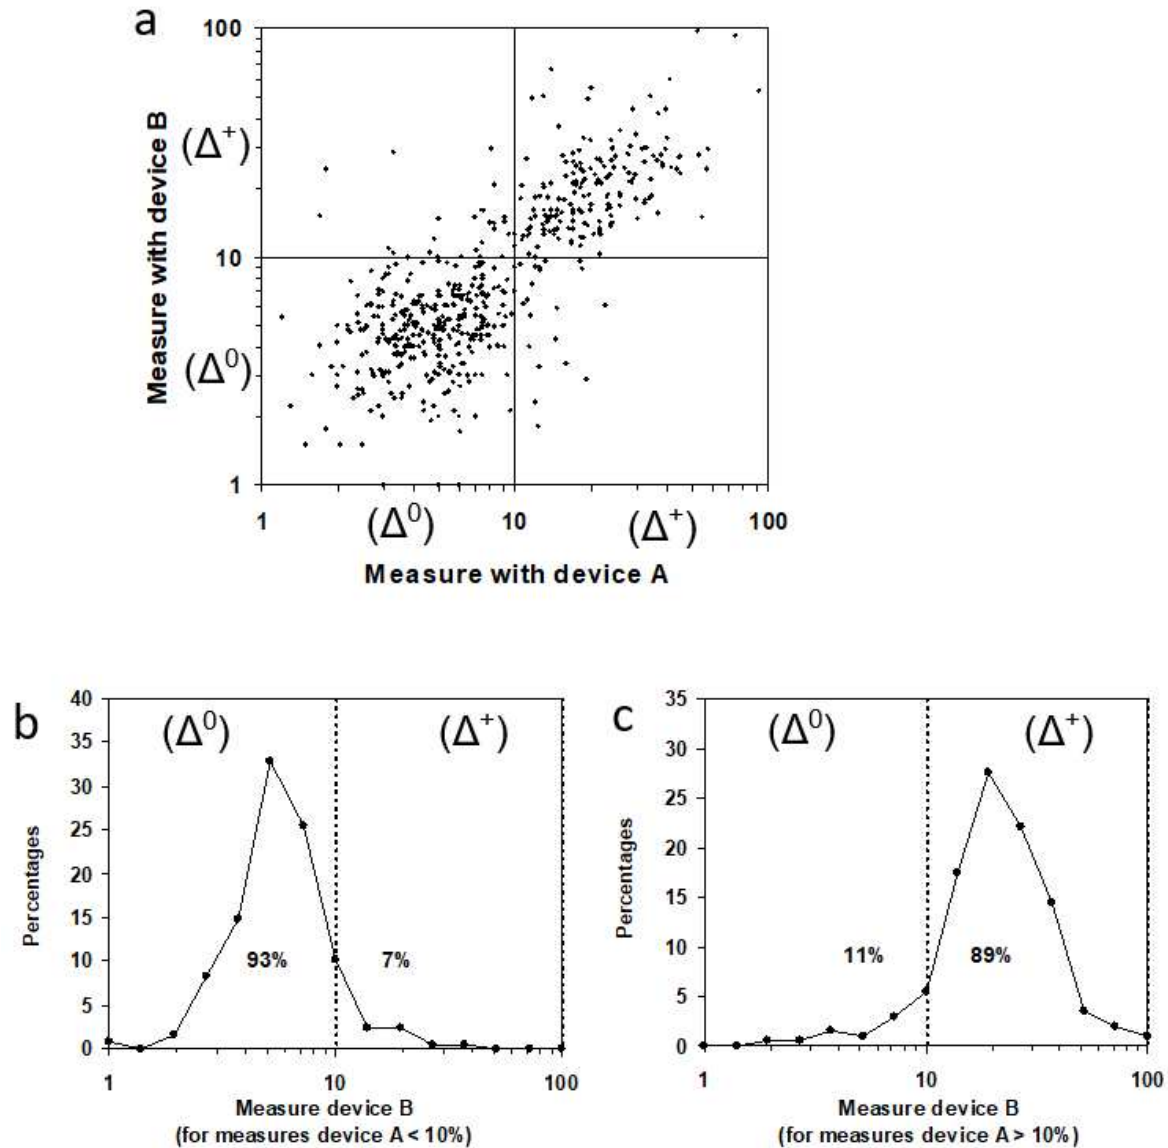 a
100
10
1
Measure with device B
(Δ⁺)
(Δ⁰)
1
10
100
(Δ⁰)
(Δ⁺)
Measure with device A
b
40
35
30
25
20
15
10
5
0
Percentages
(Δ⁰)
(Δ⁺)
93%
7%
1
10
100
Measure device B
(for measures device A < 10%)
c
35
30
25
20
15
10
5
0
Percentages
(Δ⁰)
(Δ⁺)
11%
89%
1
10
100
Measure device B
(for measures device A > 10%)